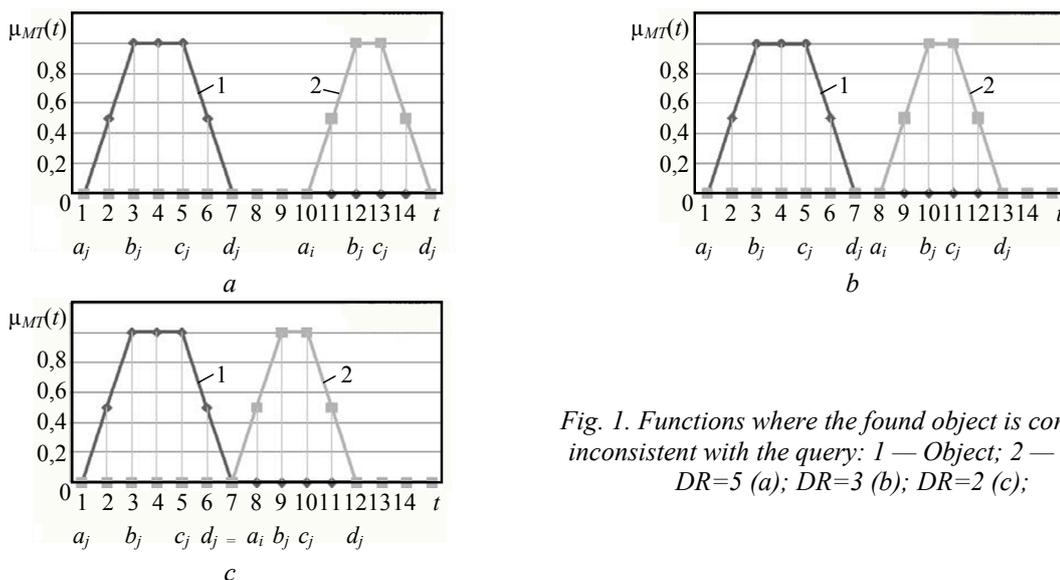 μMT(t)
0,8
0,6
0,4
0,2
0
1 2
1 2 3 4 5 6 7 8 9 10 11 12 13 14 t
aj bj cj dj ai bj cj dj
a
μMT(t)
0,8
0,6
0,4
0,2
0
1 2
1 2 3 4 5 6 7 8 9 10 11 12 13 14 t
aj bj cj dj ai bj cj dj
b
μMT(t)
0,8
0,6
0,4
0,2
0
1 2
1 2 3 4 5 6 7 8 9 10 11 12 13 14 t
aj bj cj dj = ai bj cj dj
c
Fig. 1. Functions where the found object is
inconsistent with the query: 1 — Object; 2 —
DR=5 (a); DR=3 (b); DR=2 (c);